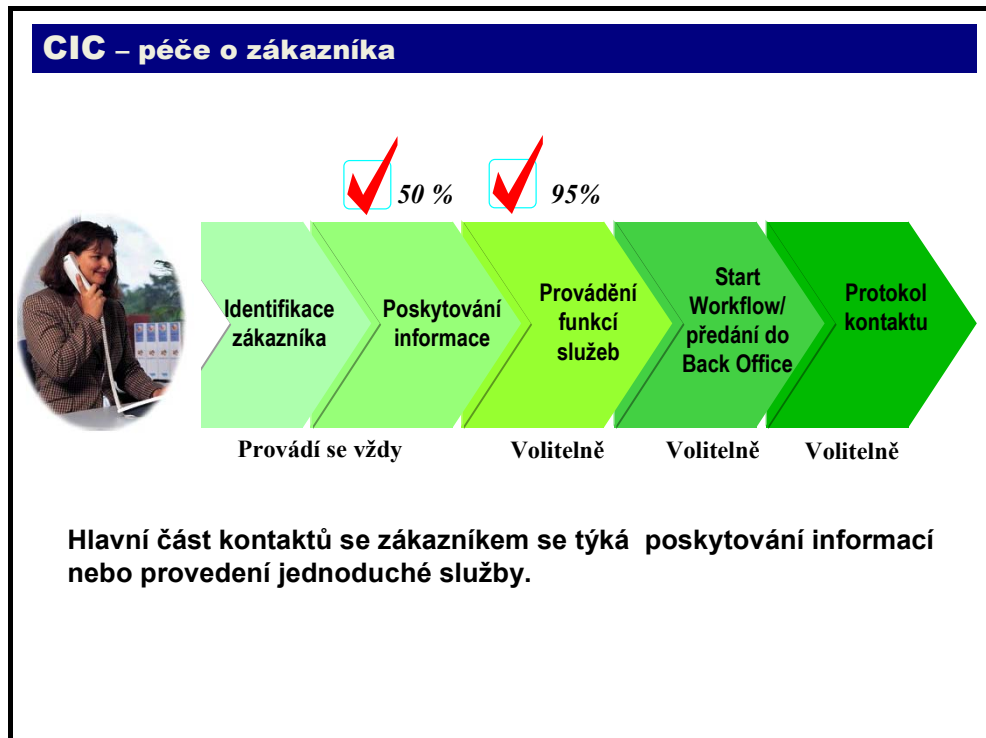 CIC – péče o zákazníka
50 %
95%
Identifikace
zákazníka
Poskytování
informace
Provádění
funkcí
služeb
Start
Workflow/
předání do
Back Office
Protokol
kontaktu
Provádí se vždy
Volitelně
Volitelně
Volitelně
Hlavní část kontaktů se zákazníkem se týká  poskytování informací
nebo provedení jednoduché služby.